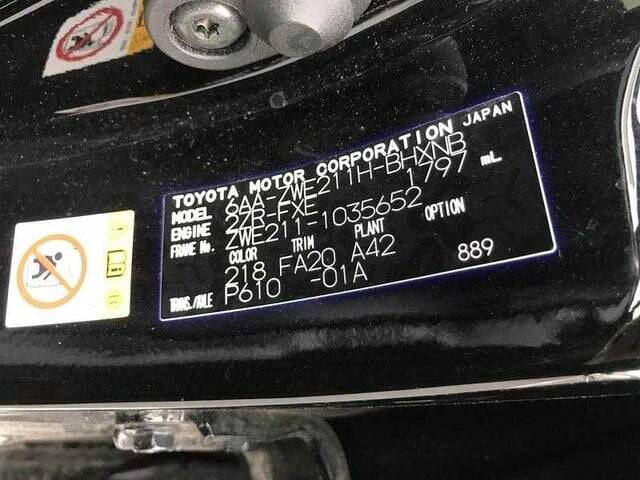 TOYOTA MOTOR CORPORATION JAPAN
MODEL 6AA-ZWE211H-BHXNB
ENGINE 2ZR-FXE 1797 mL
FRAME No. ZWE211-1035652
COLOR TRIM PLANT OPTION
218 FA20 A42 889
TRANS./AXLE P610 -01A